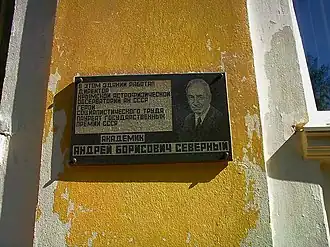 В ЭТОМ ЗДАНИИ РАБОТАЛ
ДИРЕКТОР
КРЫМСКОЙ АСТРОФИЗИЧЕСКОЙ
ОБСЕРВАТОРИИ АН СССР
ГЕРОЙ
СОЦИАЛИСТИЧЕСКОГО ТРУДА
ЛАУРЕАТ ГОСУДАРСТВЕННОЙ
ПРЕМИИ СССР
АКАДЕМИК
АНДРЕЙ БОРИСОВИЧ СЕВЕРНЫЙ